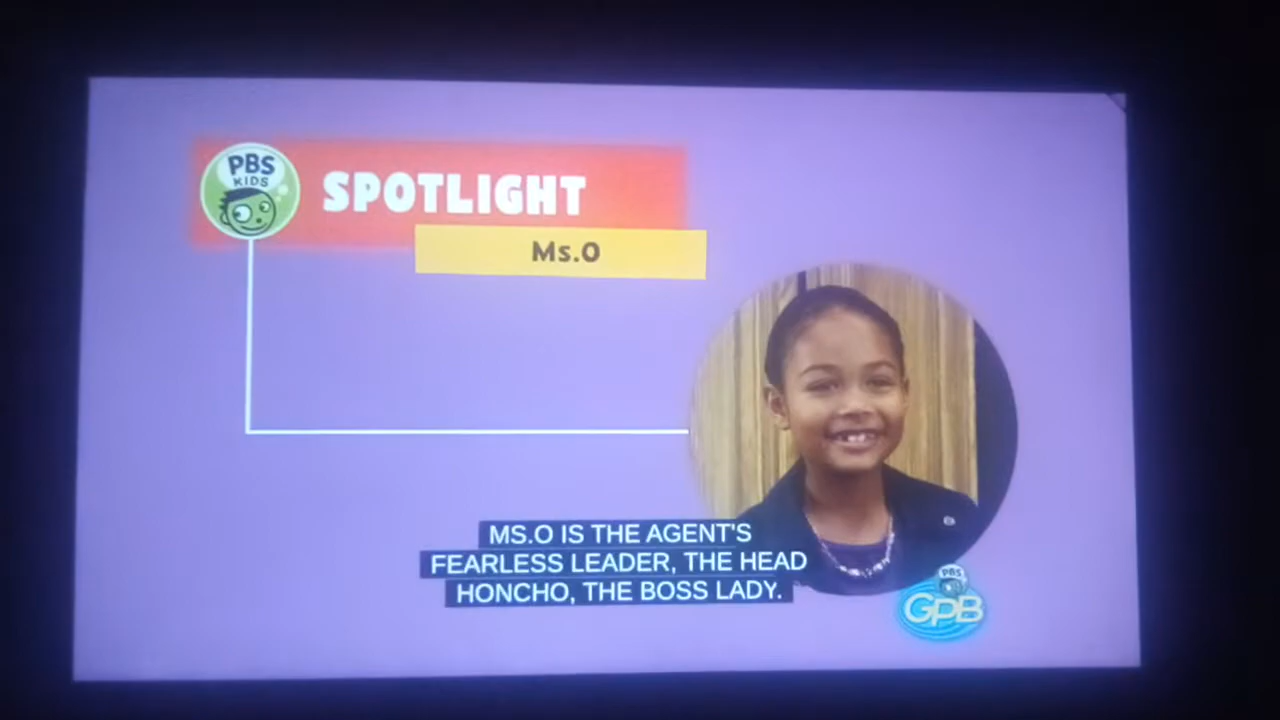 PBS
KIDS
SPOTLIGHT
Ms.O
MS.O IS THE AGENT'S
FEARLESS LEADER, THE HEAD
HONCHO, THE BOSS LADY.
PBS
GPB